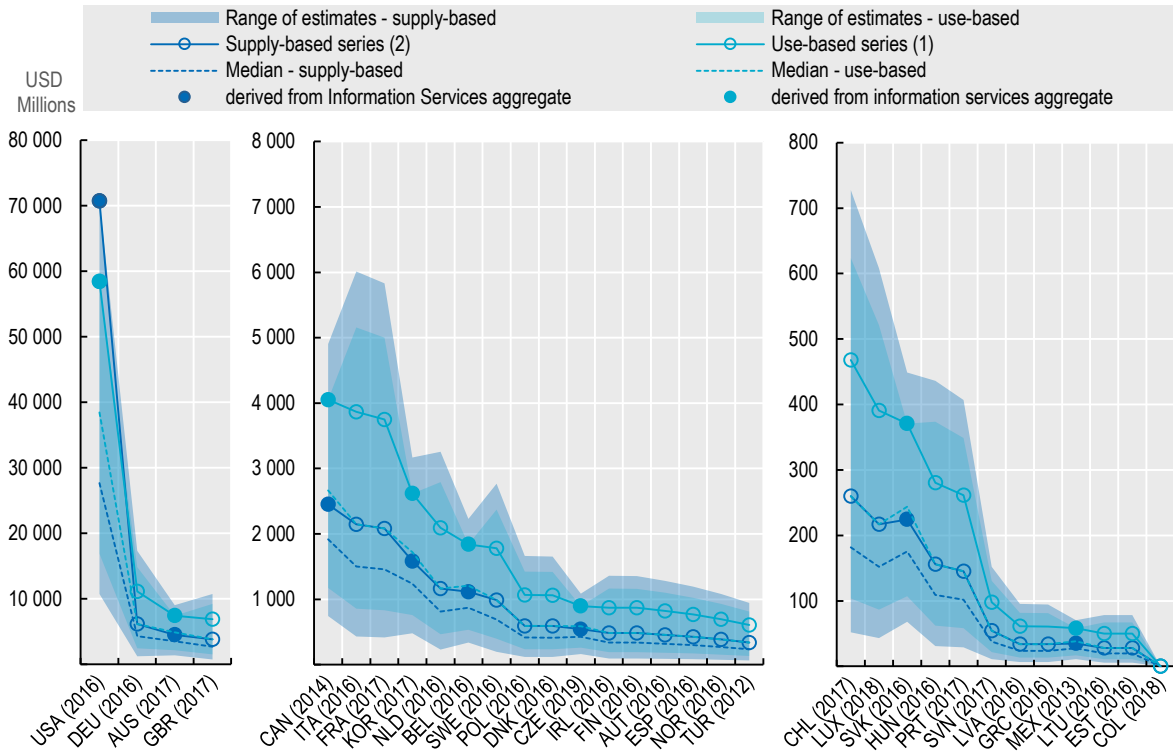 Range of estimates - supply-based
Range of estimates - use-based
Supply-based series (2)
Use-based series (1)
Median - supply-based
Median - use-based
derived from Information Services aggregate
derived from information services aggregate
USD
Millions
80 000
70 000
60 000
50 000
40 000
30 000
20 000
10 000
USA (2016)
DEU (2016)
AUS (2017)
GBR (2017)
8 000
7 000
6 000
5 000
4 000
3 000
2 000
1 000
CAN (2014)
ITA (2016)
FRA (2017)
KOR (2017)
NLD (2016)
BEL (2016)
SWE (2016)
POL (2016)
DNK (2016)
CZE (2019)
IRL (2016)
FIN (2016)
AUT (2016)
ESP (2016)
NOR (2016)
TUR (2012)
800
700
600
500
400
300
200
100
CHL (2017)
LUX (2018)
SVK (2016)
HUN (2016)
PRT (2017)
SVN (2017)
LVA (2016)
GRC (2016)
MEX (2013)
LTU (2016)
EST (2016)
COL (2018)